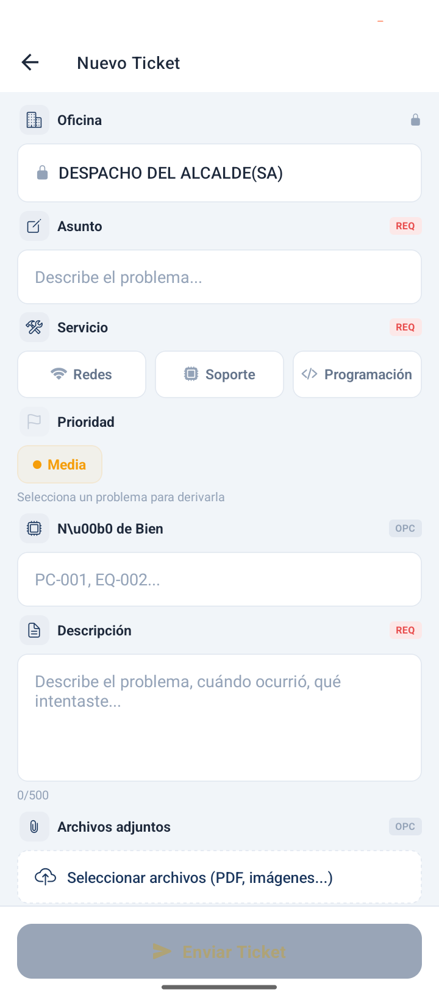 Nuevo Ticket
Oficina
DESPACHO DEL ALCALDE(SA)
Asunto
REQ
Describe el problema...
Servicio
REQ
Redes
Soporte
</> Programación
Prioridad
Media
Selecciona un problema para derivarla
N\u00b0 de Bien
OPC
PC-001, EQ-002...
Descripción
REQ
Describe el problema, cuándo ocurrió, qué
intentaste...
0/500
Archivos adjuntos
OPC
Seleccionar archivos (PDF, imágenes...)
Enviar Ticket